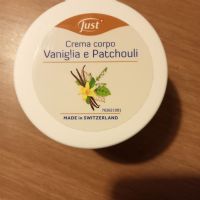 Just
Crema corpo
Vaniglia e Patchouli
MADE in SWITZERLAND